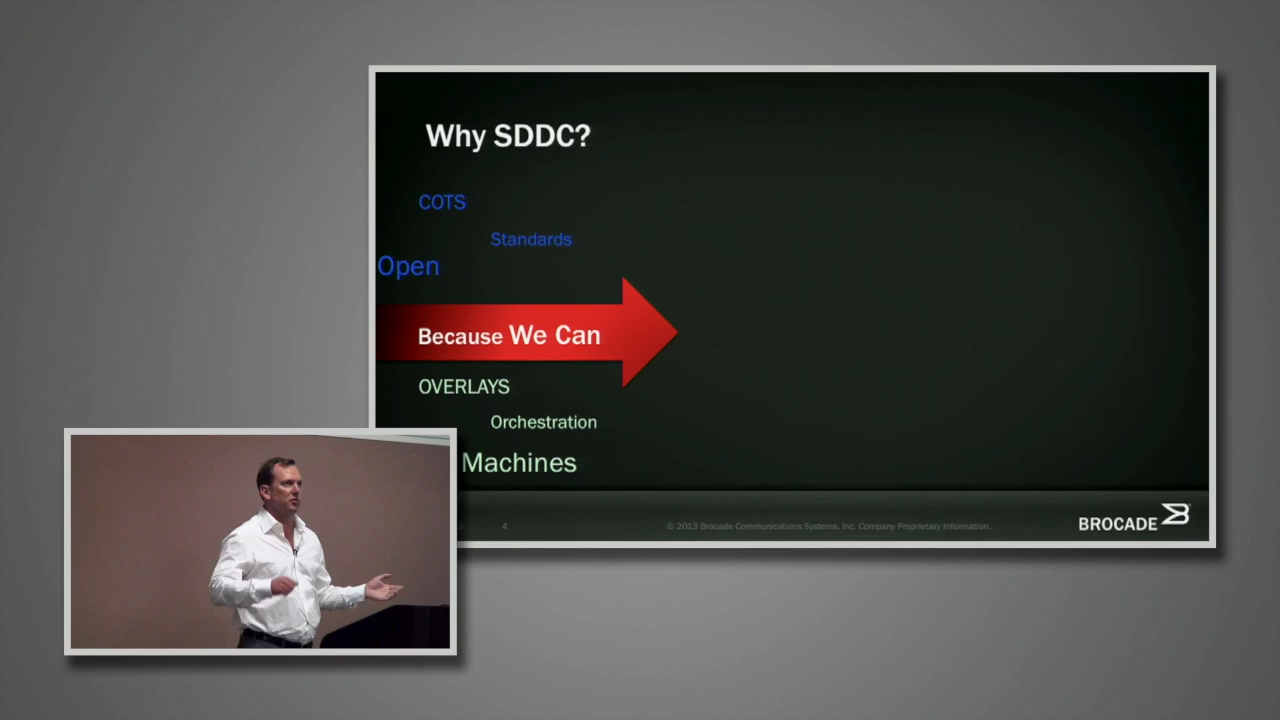 Why SDDC?
COTS
Standards
Open
Because We Can
OVERLAYS
Orchestration
Machines
4
© 2013 Brocade Communications Systems, Inc. Company Proprietary Information.
BROCADE